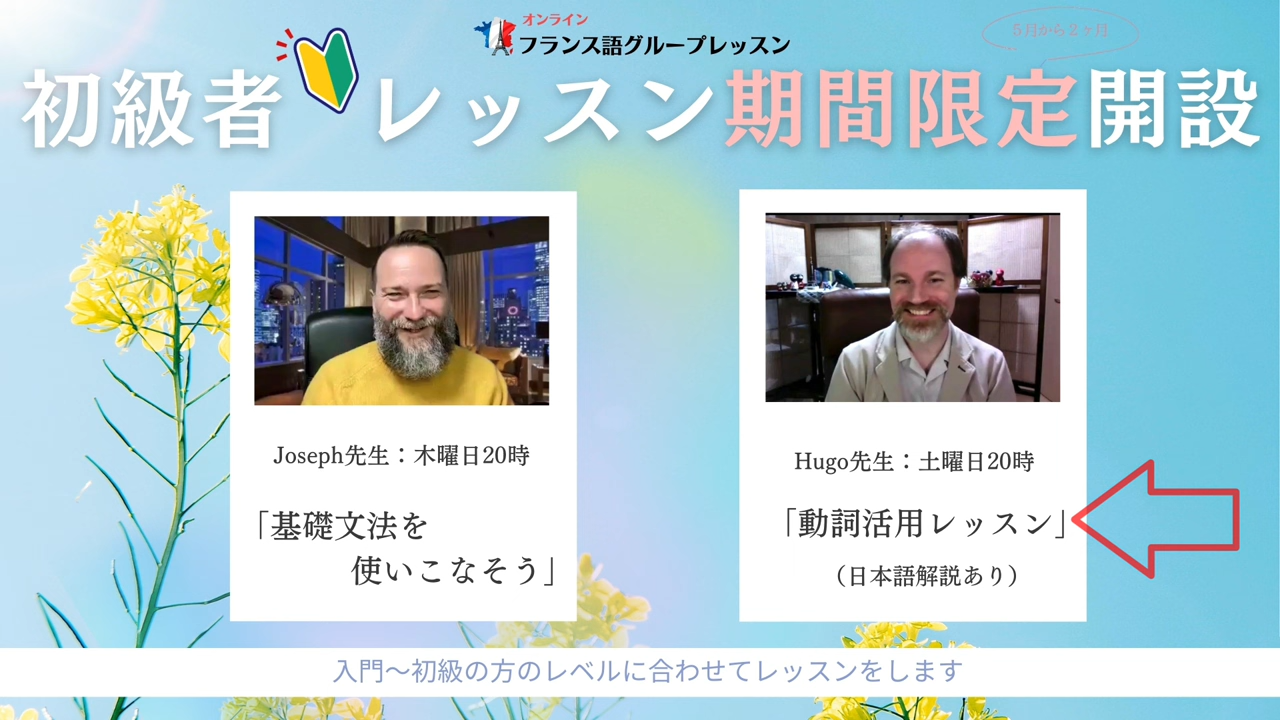 オンライン
フランス語グループレッスン
5月から2ヶ月
初級者レッスン期間限定開設
Joseph先生：木曜日20時
「基礎文法を
使いこなそう」
Hugo先生：土曜日20時
「動詞活用レッスン」
（日本語解説あり）
入門〜初級の方のレベルに合わせてレッスンをします